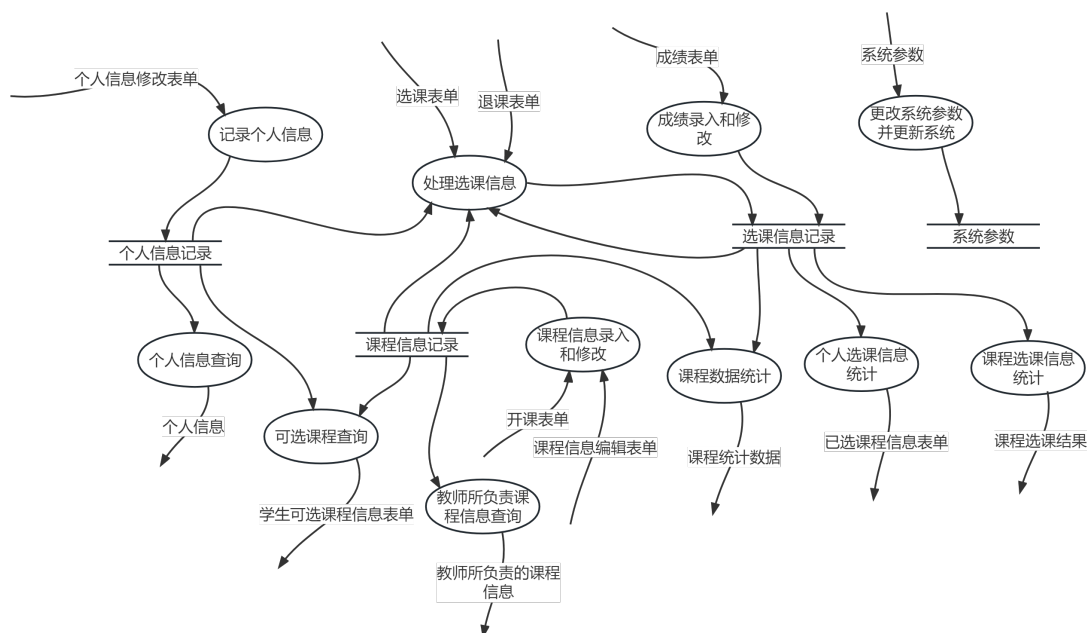 系统参数
成绩表单
个人信息修改表单
选课表单
退课表单
更改系统参数
并更新系统
成绩录入和修
改
记录个人信息
处理选课信息
选课信息记录
系统参数
个人信息记录
课程信息记录
课程信息录入
和修改
个人信息查询
课程数据统计
个人选课信息
统计
课程选课信息
统计
开课表单
个人信息
可选课程查询
课程信息编辑表单
课程统计数据
已选课程信息表单
课程选课结果
教师所负责课
程信息查询
学生可选课程信息表单
教师所负责的课程
信息